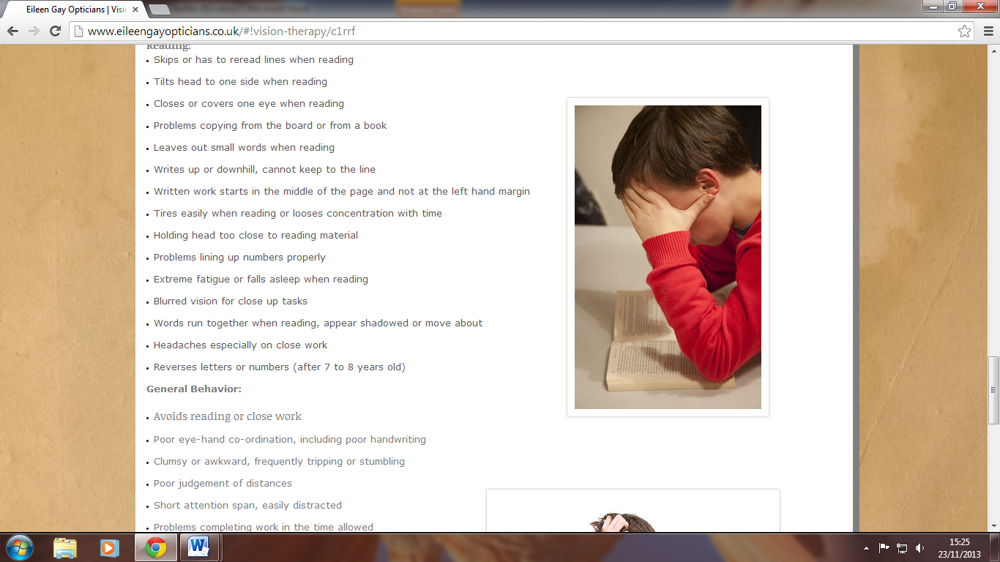 Eileen Gay Opticians | Visi
www.eileengayopticians.co.uk/#!vision-therapy/c1rrf
Reading:
• Skips or has to reread lines when reading
• Tilts head to one side when reading
• Closes or covers one eye when reading
• Problems copying from the board or from a book
• Leaves out small words when reading
• Writes up or downhill, cannot keep to the line
• Written work starts in the middle of the page and not at the left hand margin
• Tires easily when reading or looses concentration with time
• Holding head too close to reading material
• Problems lining up numbers properly
• Extreme fatigue or falls asleep when reading
• Blurred vision for close up tasks
• Words run together when reading, appear shadowed or move about
• Headaches especially on close work
• Reverses letters or numbers (after 7 to 8 years old)
General Behavior:
• Avoids reading or close work
• Poor eye-hand co-ordination, including poor handwriting
• Clumsy or awkward, frequently tripping or stumbling
• Poor judgement of distances
• Short attention span, easily distracted
• Problems completing work in the time allowed
15:25
23/11/2013